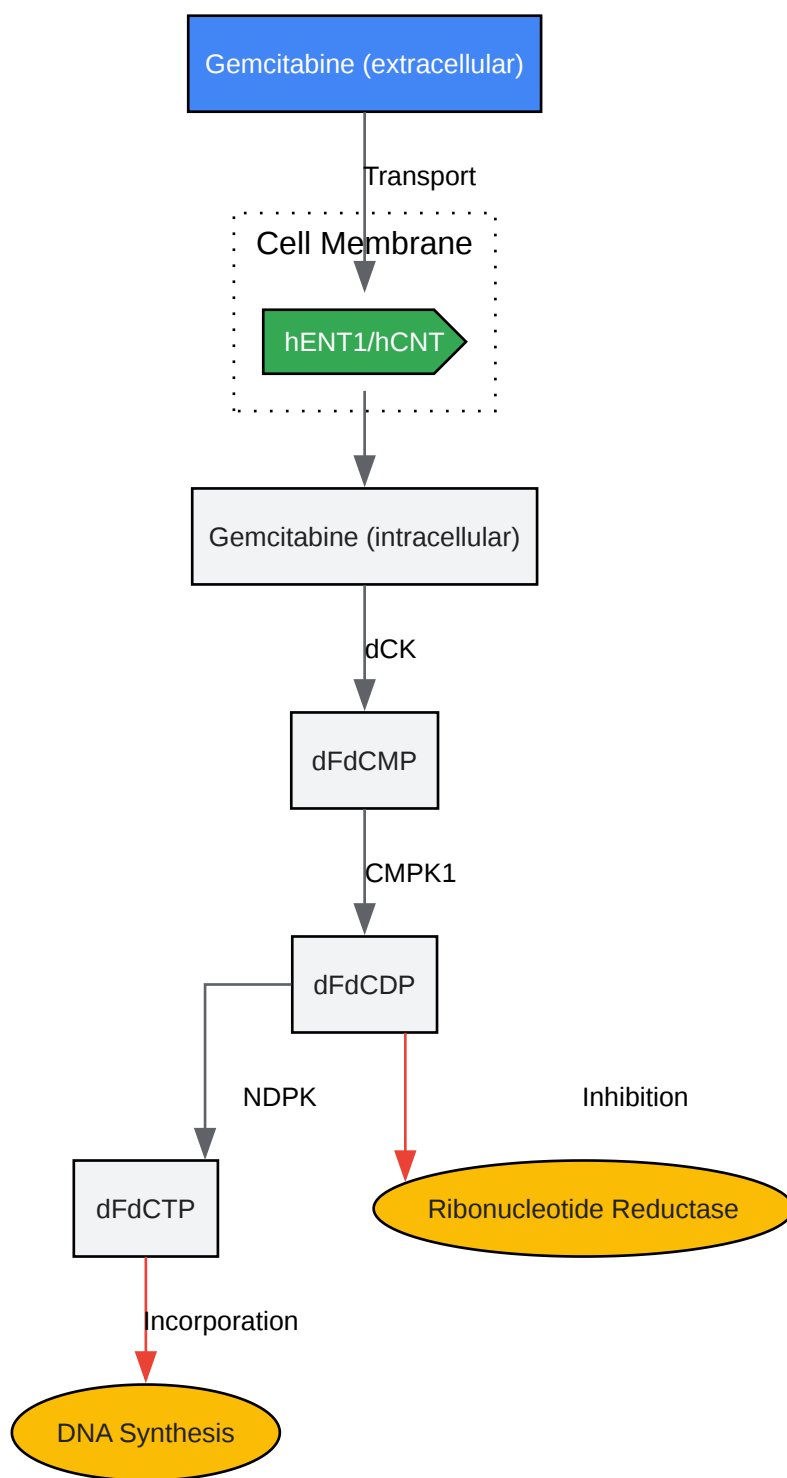 Gemcitabine (extracellular)
Transport
Cell Membrane
hENT1/hCNT
Gemcitabine (intracellular)
dCK
dFdCMP
CMPK1
dFdCDP
NDPK
Inhibition
dFdCTP
Ribonucleotide Reductase
Incorporation
DNA Synthesis